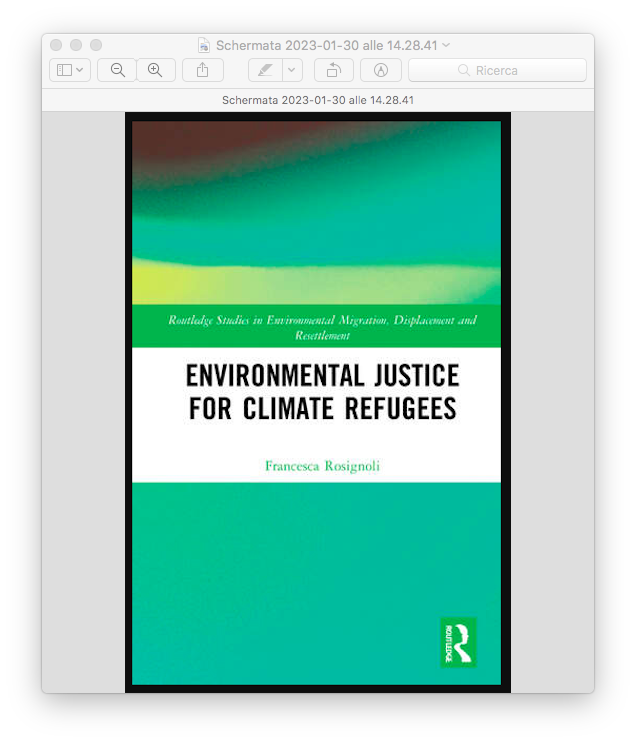 Schermata 2023-01-30 alle 14.28.41
Ricerca
Schermata 2023-01-30 alle 14.28.41
Routledge Studies in Environmental Migration, Displacement and
Resettlement
ENVIRONMENTAL JUSTICE
FOR CLIMATE REFUGEES
Francesca Rosignoli
ROUTLEDGE